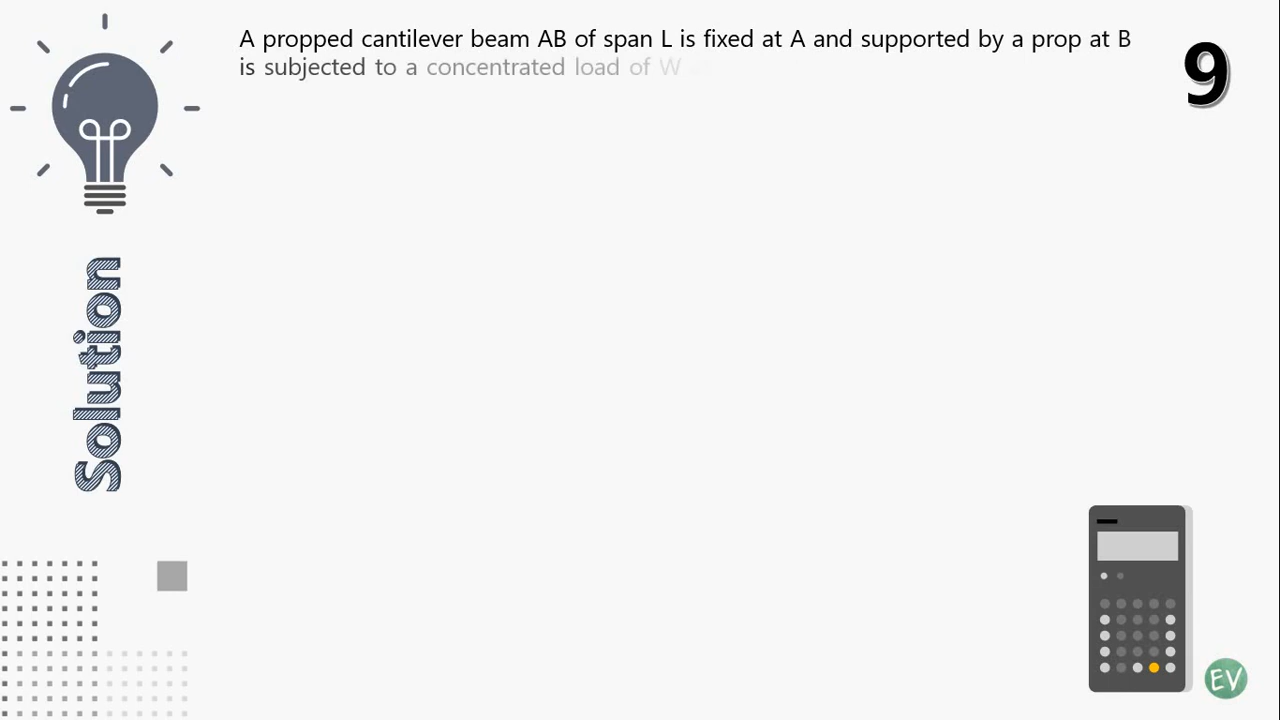 A propped cantilever beam AB of span L is fixed at A and supported by a prop at B
is subjected to a concentrated load of W
9
Solution
EV